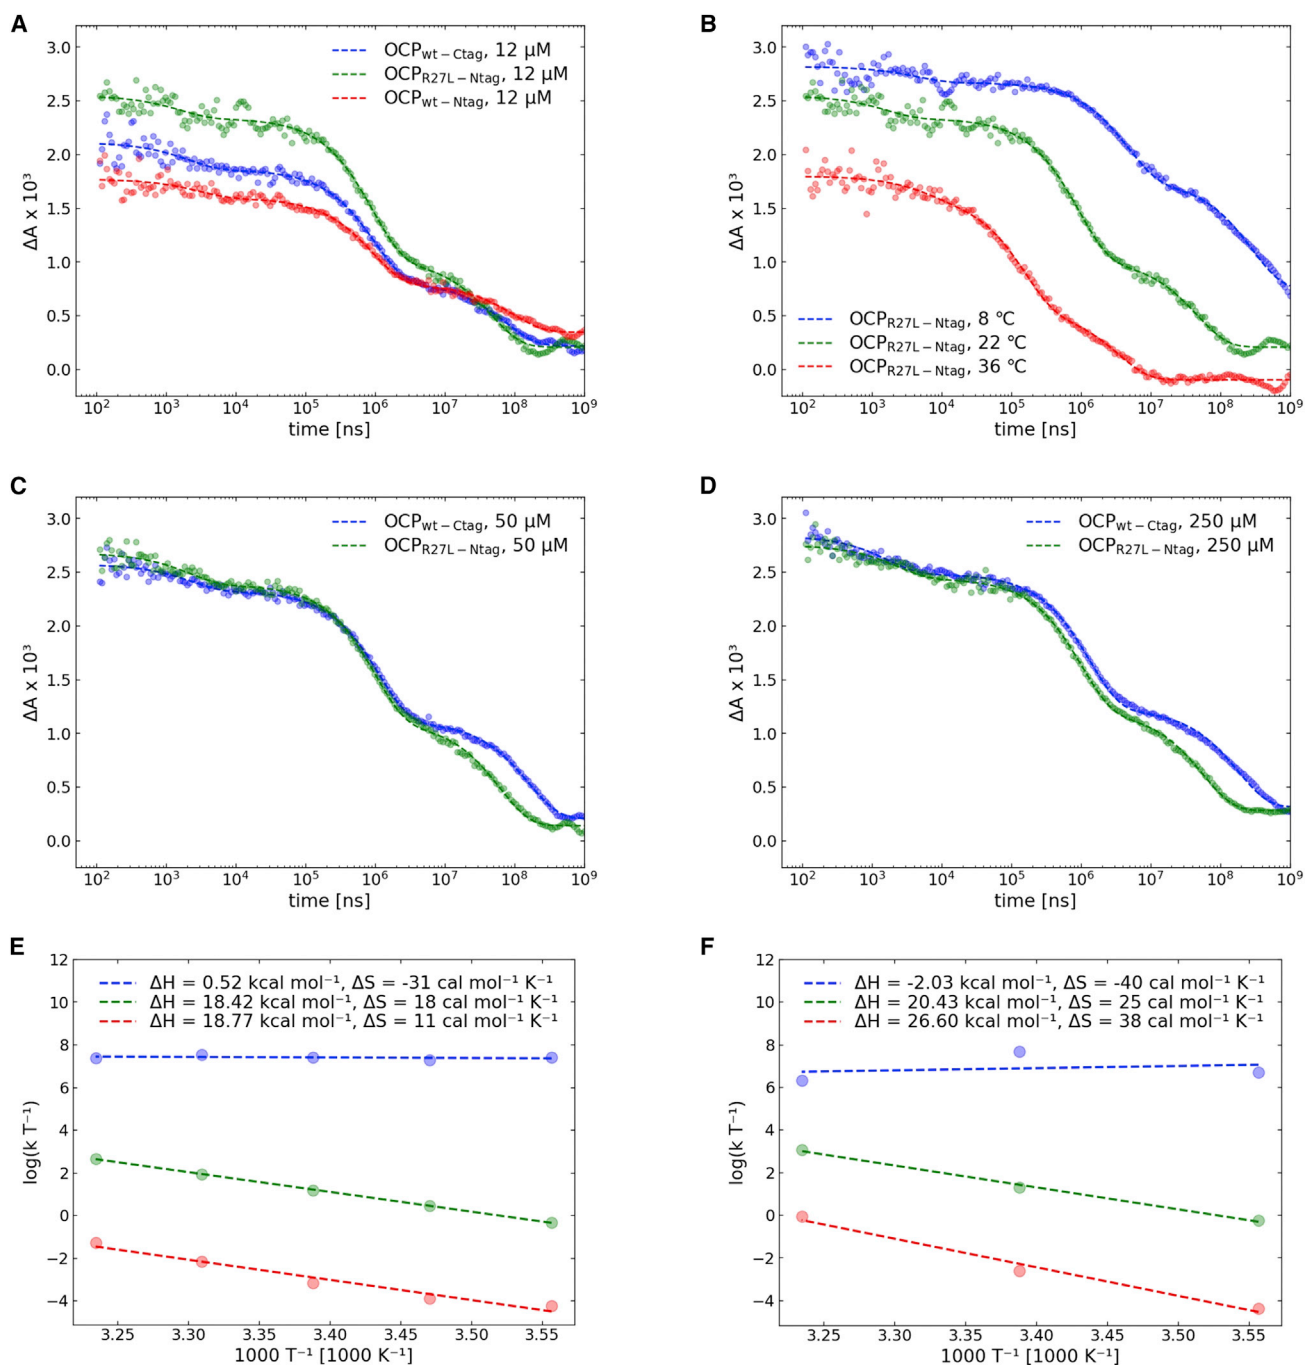 A
3.0
2.5
2.0
1.5
1.0
0.5
0.0
ΔA x 10³
OCPwt−Ctag, 12 μM
OCPR27L−Ntag, 12 μM
OCPwt−Ntag, 12 μM
10² 10³ 10⁴ 10⁵ 10⁶ 10⁷ 10⁸ 10⁹
time [ns]
B
3.0
2.5
2.0
1.5
1.0
0.5
0.0
ΔA x 10³
OCPR27L−Ntag, 8 °C
OCPR27L−Ntag, 22 °C
OCPR27L−Ntag, 36 °C
10² 10³ 10⁴ 10⁵ 10⁶ 10⁷ 10⁸ 10⁹
time [ns]
C
3.0
2.5
2.0
1.5
1.0
0.5
0.0
ΔA x 10³
OCPwt−Ctag, 50 μM
OCPR27L−Ntag, 50 μM
10² 10³ 10⁴ 10⁵ 10⁶ 10⁷ 10⁸ 10⁹
time [ns]
D
3.0
2.5
2.0
1.5
1.0
0.5
0.0
ΔA x 10³
OCPwt−Ctag, 250 μM
OCPR27L−Ntag, 250 μM
10² 10³ 10⁴ 10⁵ 10⁶ 10⁷ 10⁸ 10⁹
time [ns]
E
12
10
8
6
4
2
0
−2
−4
log(k T⁻¹)
ΔH = 0.52 kcal mol⁻¹, ΔS = -31 cal mol⁻¹ K⁻¹
ΔH = 18.42 kcal mol⁻¹, ΔS = 18 cal mol⁻¹ K⁻¹
ΔH = 18.77 kcal mol⁻¹, ΔS = 11 cal mol⁻¹ K⁻¹
3.25 3.30 3.35 3.40 3.45 3.50 3.55
1000 T⁻¹ [1000 K⁻¹]
F
12
10
8
6
4
2
0
−2
−4
log(k T⁻¹)
ΔH = -2.03 kcal mol⁻¹, ΔS = -40 cal mol⁻¹ K⁻¹
ΔH = 20.43 kcal mol⁻¹, ΔS = 25 cal mol⁻¹ K⁻¹
ΔH = 26.60 kcal mol⁻¹, ΔS = 38 cal mol⁻¹ K⁻¹
3.25 3.30 3.35 3.40 3.45 3.50 3.55
1000 T⁻¹ [1000 K⁻¹]